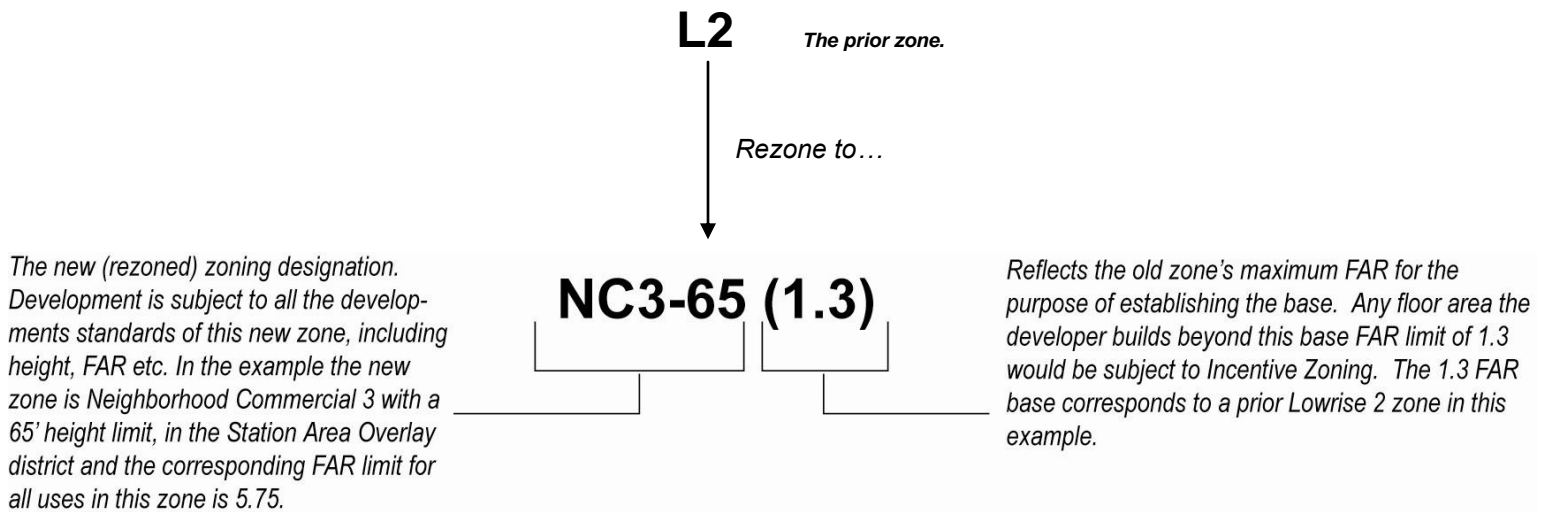 L2 The prior zone.
Rezone to…
The new (rezoned) zoning designation.
Development is subject to all the develop-
ments standards of this new zone, including
height, FAR etc. In the example the new
zone is Neighborhood Commercial 3 with a
65’ height limit, in the Station Area Overlay
district and the corresponding FAR limit for
all uses in this zone is 5.75.
NC3-65 (1.3)
Reflects the old zone’s maximum FAR for the
purpose of establishing the base. Any floor area the
developer builds beyond this base FAR limit of 1.3
would be subject to Incentive Zoning. The 1.3 FAR
base corresponds to a prior Lowrise 2 zone in this
example.